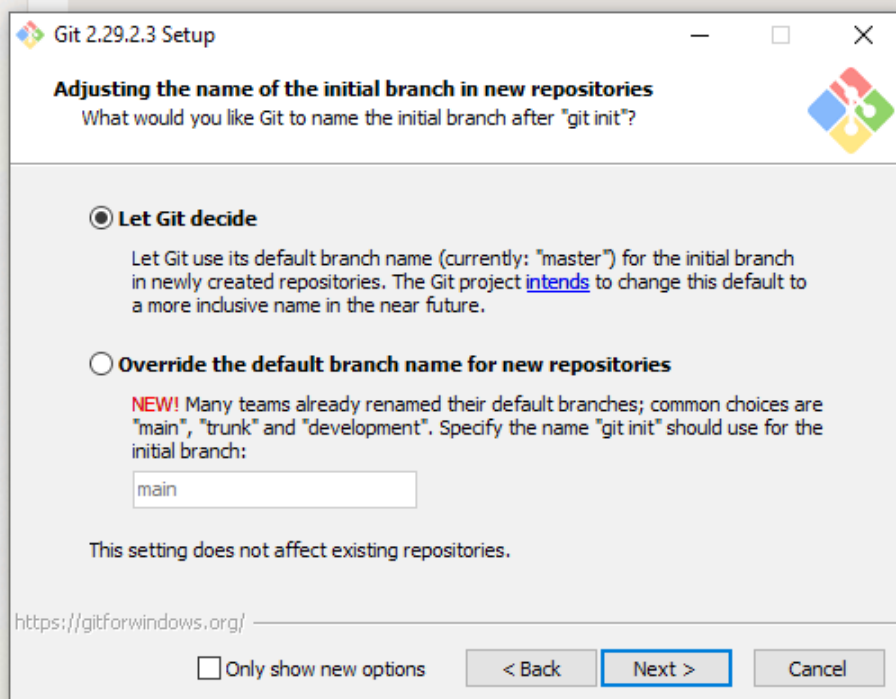 Git 2.29.2.3 Setup
Adjusting the name of the initial branch in new repositories
What would you like Git to name the initial branch after "git init"?
Let Git decide
Let Git use its default branch name (currently: "master") for the initial branch
in newly created repositories. The Git project intends to change this default to
a more inclusive name in the near future.
Override the default branch name for new repositories
NEW! Many teams already renamed their default branches; common choices are
"main", "trunk" and "development". Specify the name "git init" should use for the
initial branch:
main
This setting does not affect existing repositories.
https://gitforwindows.org/
Only show new options
< Back
Next >
Cancel